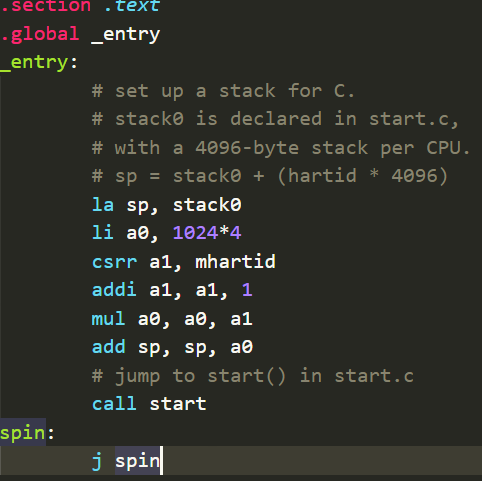 .section .text
.global _entry
_entry:
# set up a stack for C.
# stack0 is declared in start.c,
# with a 4096-byte stack per CPU.
# sp = stack0 + (hartid * 4096)
la sp, stack0
li a0, 1024*4
csrr a1, mhartid
addi a1, a1, 1
mul a0, a0, a1
add sp, sp, a0
# jump to start() in start.c
call start
spin:
j spin